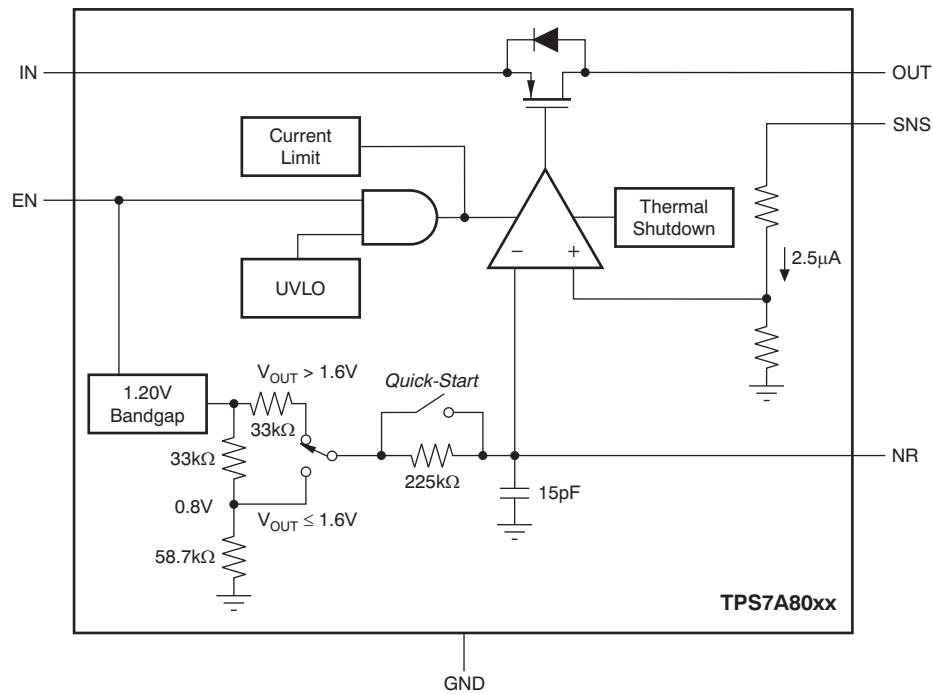 IN
OUT
SNS
Current
Limit
EN
Thermal
Shutdown
− +
2.5μA
UVLO
V_OUT > 1.6V
Quick-Start
1.20V
Bandgap
33kΩ
33kΩ
225kΩ
NR
15pF
0.8V
V_OUT ≤ 1.6V
58.7kΩ
TPS7A80xx
GND